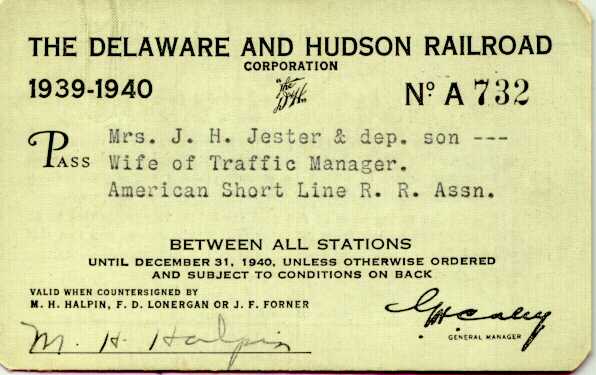 THE DELAWARE AND HUDSON RAILROAD
CORPORATION
1939-1940
"The D&H."
Nº A 732
PASS
Mrs. J. H. Jester & dep. son ---
Wife of Traffic Manager.
American Short Line R. R. Assn.
BETWEEN ALL STATIONS
UNTIL DECEMBER 31, 1940, UNLESS OTHERWISE ORDERED
AND SUBJECT TO CONDITIONS ON BACK
VALID WHEN COUNTERSIGNED BY
M. H. HALPIN, F. D. LONERGAN OR J. F. FORNER
M. H. Halpin
GENERAL MANAGER